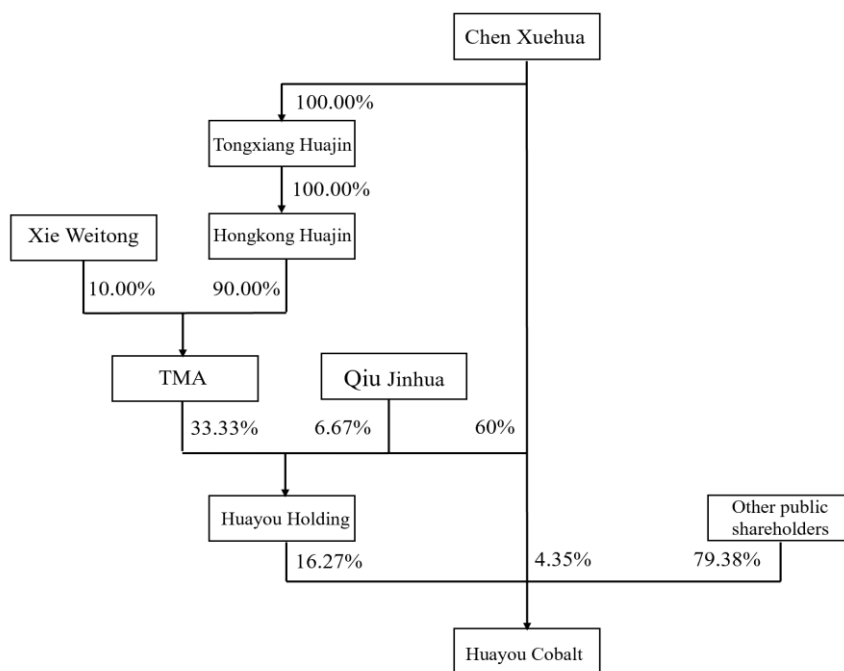 Chen Xuehua
100.00%
Tongxiang Huajin
100.00%
Xie Weitong
Hongkong Huajin
10.00%
90.00%
TMA
Qiu Jinhua
33.33%
6.67%
60%
Huayou Holding
Other public
shareholders
16.27%
4.35%
79.38%
Huayou Cobalt